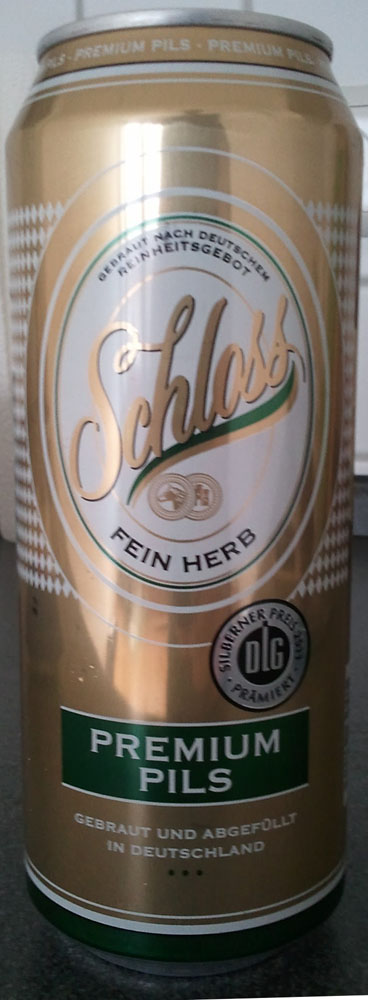 PILS · PREMIUM PILS · PREMIUM PILS
GEBRAUT NACH DEUTSCHEM
REINHEITSGEBOT
Schloss
FEIN HERB
SILBERNER PREIS
DLG
PRÄMIERT
PREMIUM
PILS
GEBRAUT UND ABGEFÜLLT
IN DEUTSCHLAND